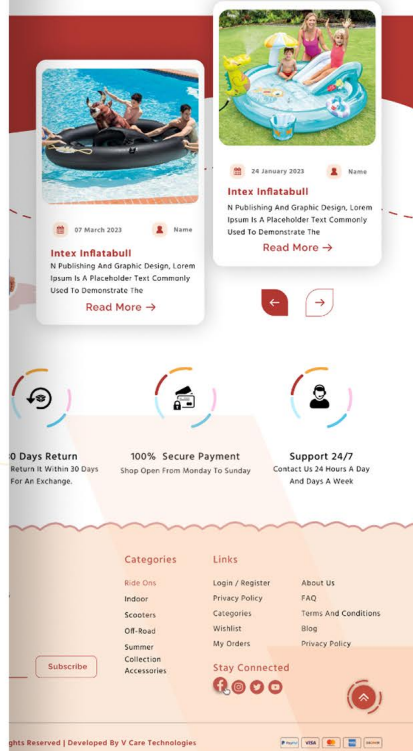 24 January 2023
Name
Intex Inflatabull
N Publishing And Graphic Design, Lorem
Ipsum Is A Placeholder Text Commonly
Used To Demonstrate The
Read More →
07 March 2023
Name
Intex Inflatabull
N Publishing And Graphic Design, Lorem
Ipsum Is A Placeholder Text Commonly
Used To Demonstrate The
Read More →
0 Days Return
Return It Within 30 Days
For An Exchange.
100% Secure Payment
Shop Open From Monday To Sunday
Support 24/7
Contact Us 24 Hours A Day
And Days A Week
Subscribe
Categories
Ride Ons
Indoor
Scooters
Off-Road
Summer
Collection
Accessories
Links
Login / Register
Privacy Policy
Categories
Wishlist
My Orders
About Us
FAQ
Terms And Conditions
Blog
Privacy Policy
Stay Connected
ghts Reserved | Developed By V Care Technologies
VISA